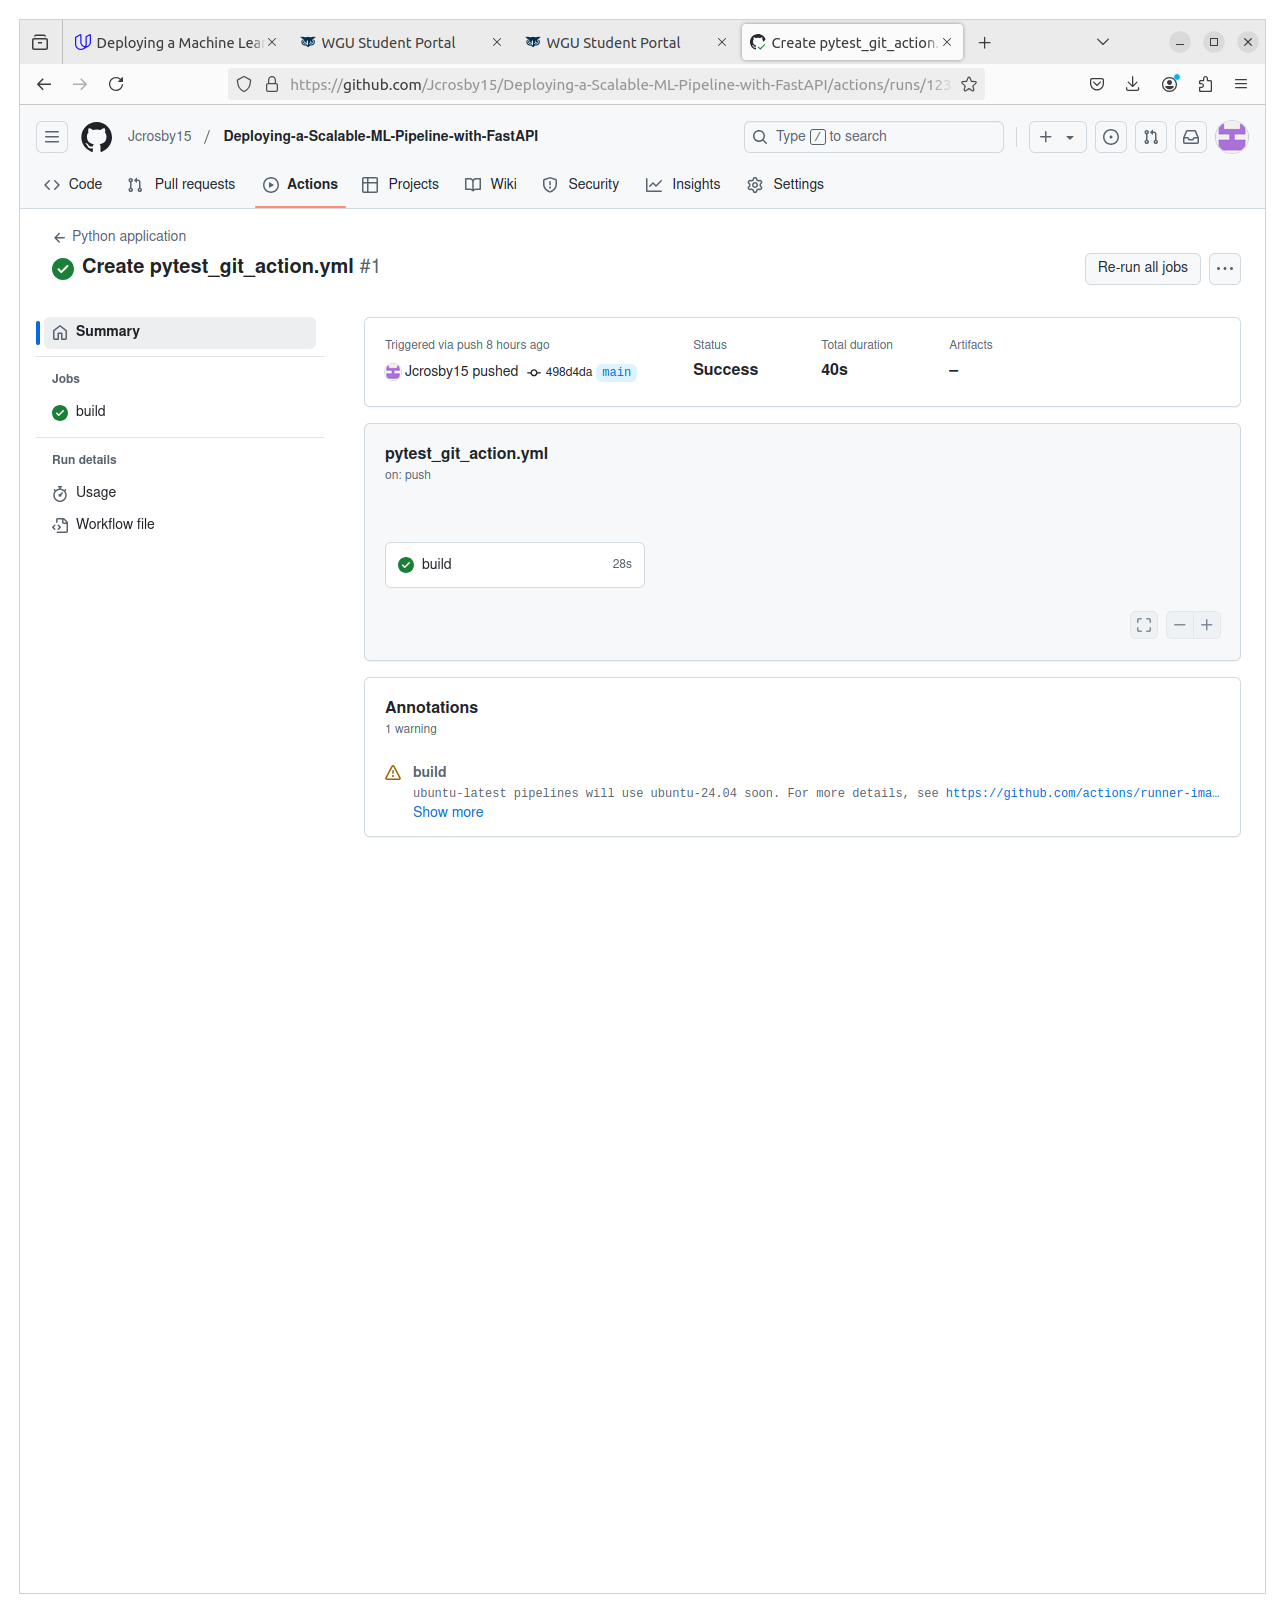 Deploying a Machine Lea
WGU Student Portal
WGU Student Portal
Create pytest_git_action.
https://github.com/Jcrosby15/Deploying-a-Scalable-ML-Pipeline-with-FastAPI/actions/runs/123
Jcrosby15 / Deploying-a-Scalable-ML-Pipeline-with-FastAPI
Type / to search
Code Pull requests Actions Projects Wiki Security Insights Settings
Python application
Create pytest_git_action.yml #1
Re-run all jobs
Summary
Jobs
build
Run details
Usage
Workflow file
Triggered via push 8 hours ago
Jcrosby15 pushed 498d4da main
Status
Success
Total duration
40s
Artifacts
–
pytest_git_action.yml
on: push
build 28s
Annotations
1 warning
build
ubuntu-latest pipelines will use ubuntu-24.04 soon. For more details, see https://github.com/actions/runner-ima…
Show more